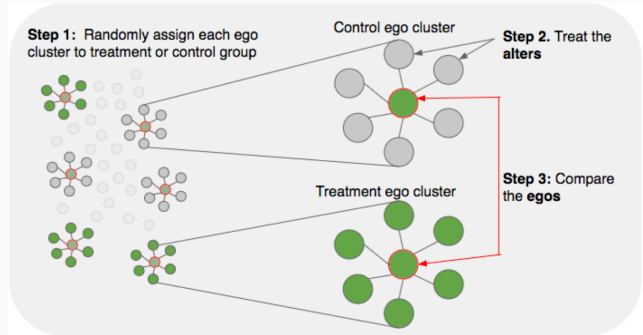 Step 1: Randomly assign each ego
cluster to treatment or control group
Control ego cluster
Step 2. Treat the
alters
Step 3: Compare
the egos
Treatment ego cluster